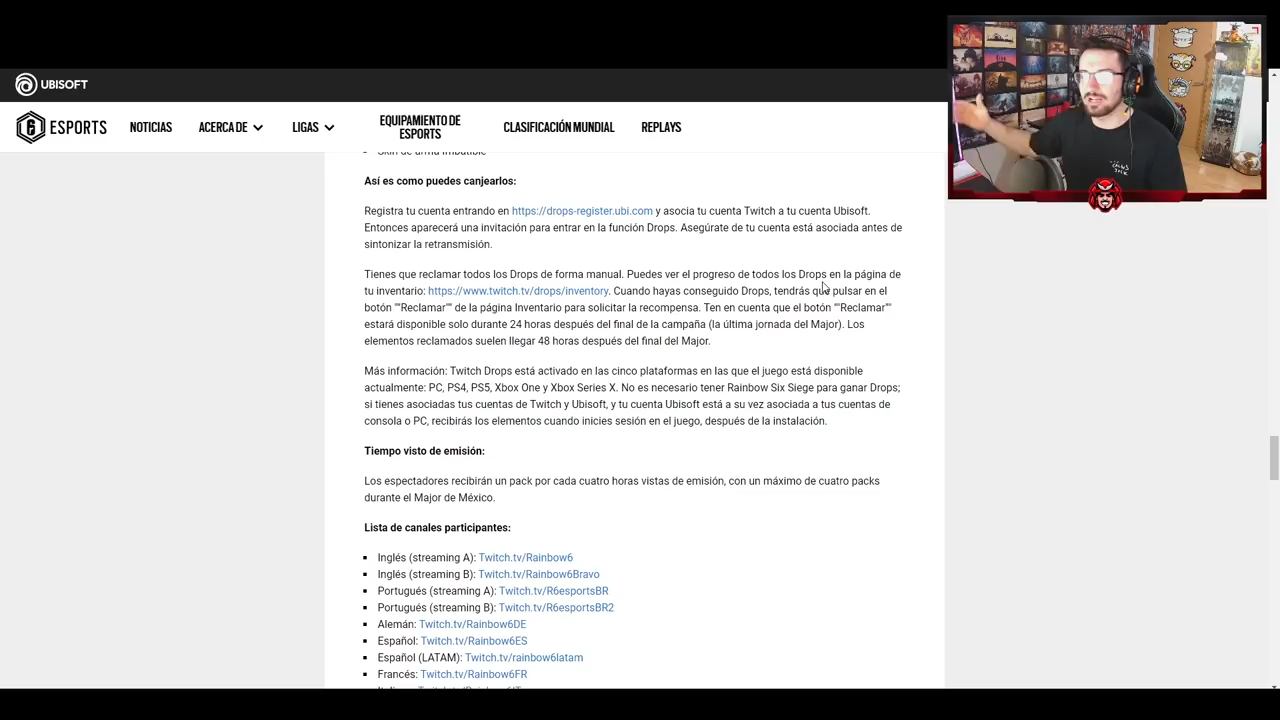 UBISOFT
ESPORTS
NOTICIAS
ACERCA DE
LIGAS
EQUIPAMIENTO DE
ESPORTS
CLASIFICACIÓN MUNDIAL
REPLAYS
Skin de arma Imbatible
Así es como puedes canjearlos:
Registra tu cuenta entrando en https://drops-register.ubi.com y asocia tu cuenta Twitch a tu cuenta Ubisoft.
Entonces aparecerá una invitación para entrar en la función Drops. Asegúrate de tu cuenta está asociada antes de
sintonizar la retransmisión.
Tienes que reclamar todos los Drops de forma manual. Puedes ver el progreso de todos los Drops en la página de
tu inventario: https://www.twitch.tv/drops/inventory. Cuando hayas conseguido Drops, tendrás que pulsar en el
botón ""Reclamar"" de la página Inventario para solicitar la recompensa. Ten en cuenta que el botón ""Reclamar""
estará disponible solo durante 24 horas después del final de la campaña (la última jornada del Major). Los
elementos reclamados suelen llegar 48 horas después del final del Major.
Más información: Twitch Drops está activado en las cinco plataformas en las que el juego está disponible
actualmente: PC, PS4, PS5, Xbox One y Xbox Series X. No es necesario tener Rainbow Six Siege para ganar Drops;
si tienes asociadas tus cuentas de Twitch y Ubisoft, y tu cuenta Ubisoft está a su vez asociada a tus cuentas de
consola o PC, recibirás los elementos cuando inicies sesión en el juego, después de la instalación.
Tiempo visto de emisión:
Los espectadores recibirán un pack por cada cuatro horas vistas de emisión, con un máximo de cuatro packs
durante el Major de México.
Lista de canales participantes:
Inglés (streaming A): Twitch.tv/Rainbow6
Inglés (streaming B): Twitch.tv/Rainbow6Bravo
Portugués (streaming A): Twitch.tv/R6esportsBR
Portugués (streaming B): Twitch.tv/R6esportsBR2
Alemán: Twitch.tv/Rainbow6DE
Español: Twitch.tv/Rainbow6ES
Español (LATAM): Twitch.tv/rainbow6latam
Francés: Twitch.tv/Rainbow6FR